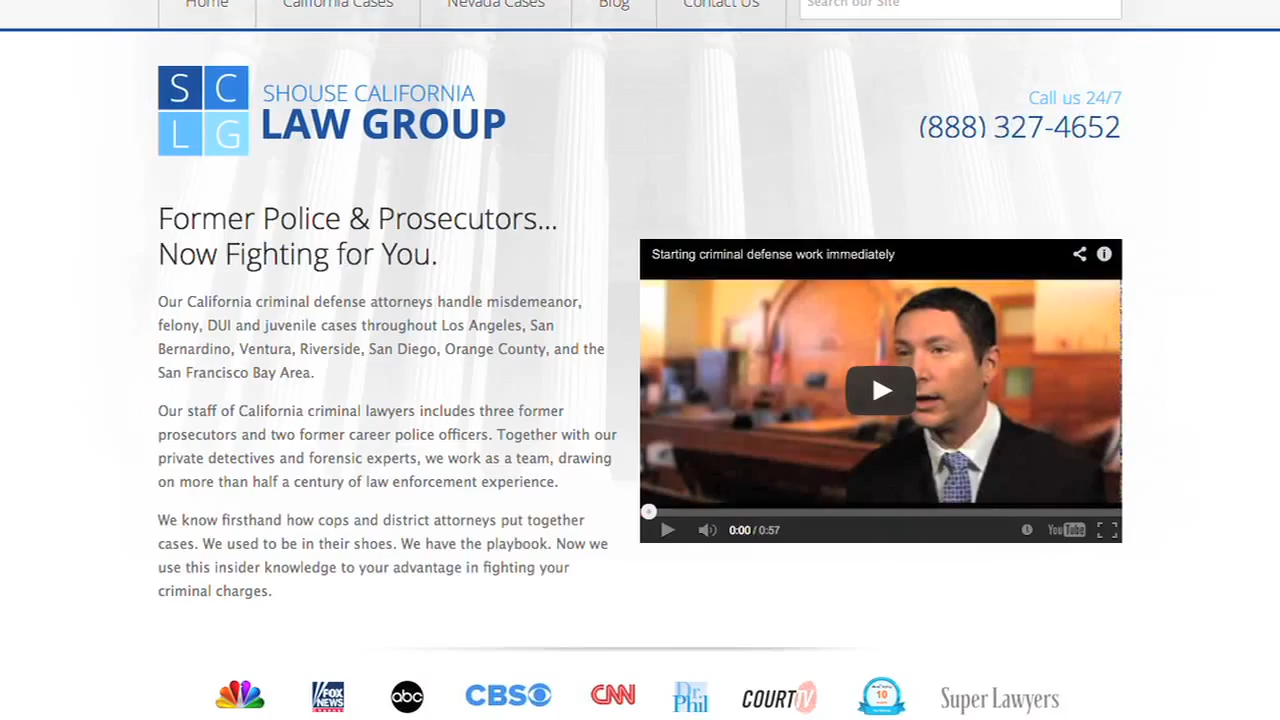 Home California Cases Nevada Cases Blog Contact Us Search our Site
S C
L G
SHOUSE CALIFORNIA
LAW GROUP
Call us 24/7
(888) 327-4652
Former Police & Prosecutors...
Now Fighting for You.
Our California criminal defense attorneys handle misdemeanor,
felony, DUI and juvenile cases throughout Los Angeles, San
Bernardino, Ventura, Riverside, San Diego, Orange County, and the
San Francisco Bay Area.
Our staff of California criminal lawyers includes three former
prosecutors and two former career police officers. Together with our
private detectives and forensic experts, we work as a team, drawing
on more than half a century of law enforcement experience.
We know firsthand how cops and district attorneys put together
cases. We used to be in their shoes. We have the playbook. Now we
use this insider knowledge to your advantage in fighting your
criminal charges.
Starting criminal defense work immediately
0:00 / 0:57
YouTube
FOX
NEWS
abc
CBS
CNN
Dr.
Phil
COURT TV
10
Super Lawyers